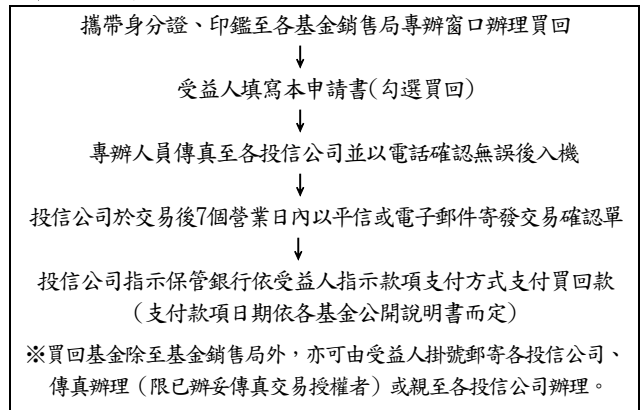 攜帶身分證、印鑑至各基金銷售局專辦窗口辦理買回
↓
受益人填寫本申請書(勾選買回)
↓
專辦人員傳真至各投信公司並以電話確認無誤後入機
↓
投信公司於交易後7個營業日內以平信或電子郵件寄發交易確認單
↓
投信公司指示保管銀行依受益人指示款項支付方式支付買回款
（支付款項日期依各基金公開說明書而定）
※買回基金除至基金銷售局外，亦可由受益人掛號郵寄各投信公司、
傳真辦理（限已辦妥傳真交易授權者）或親至各投信公司辦理。